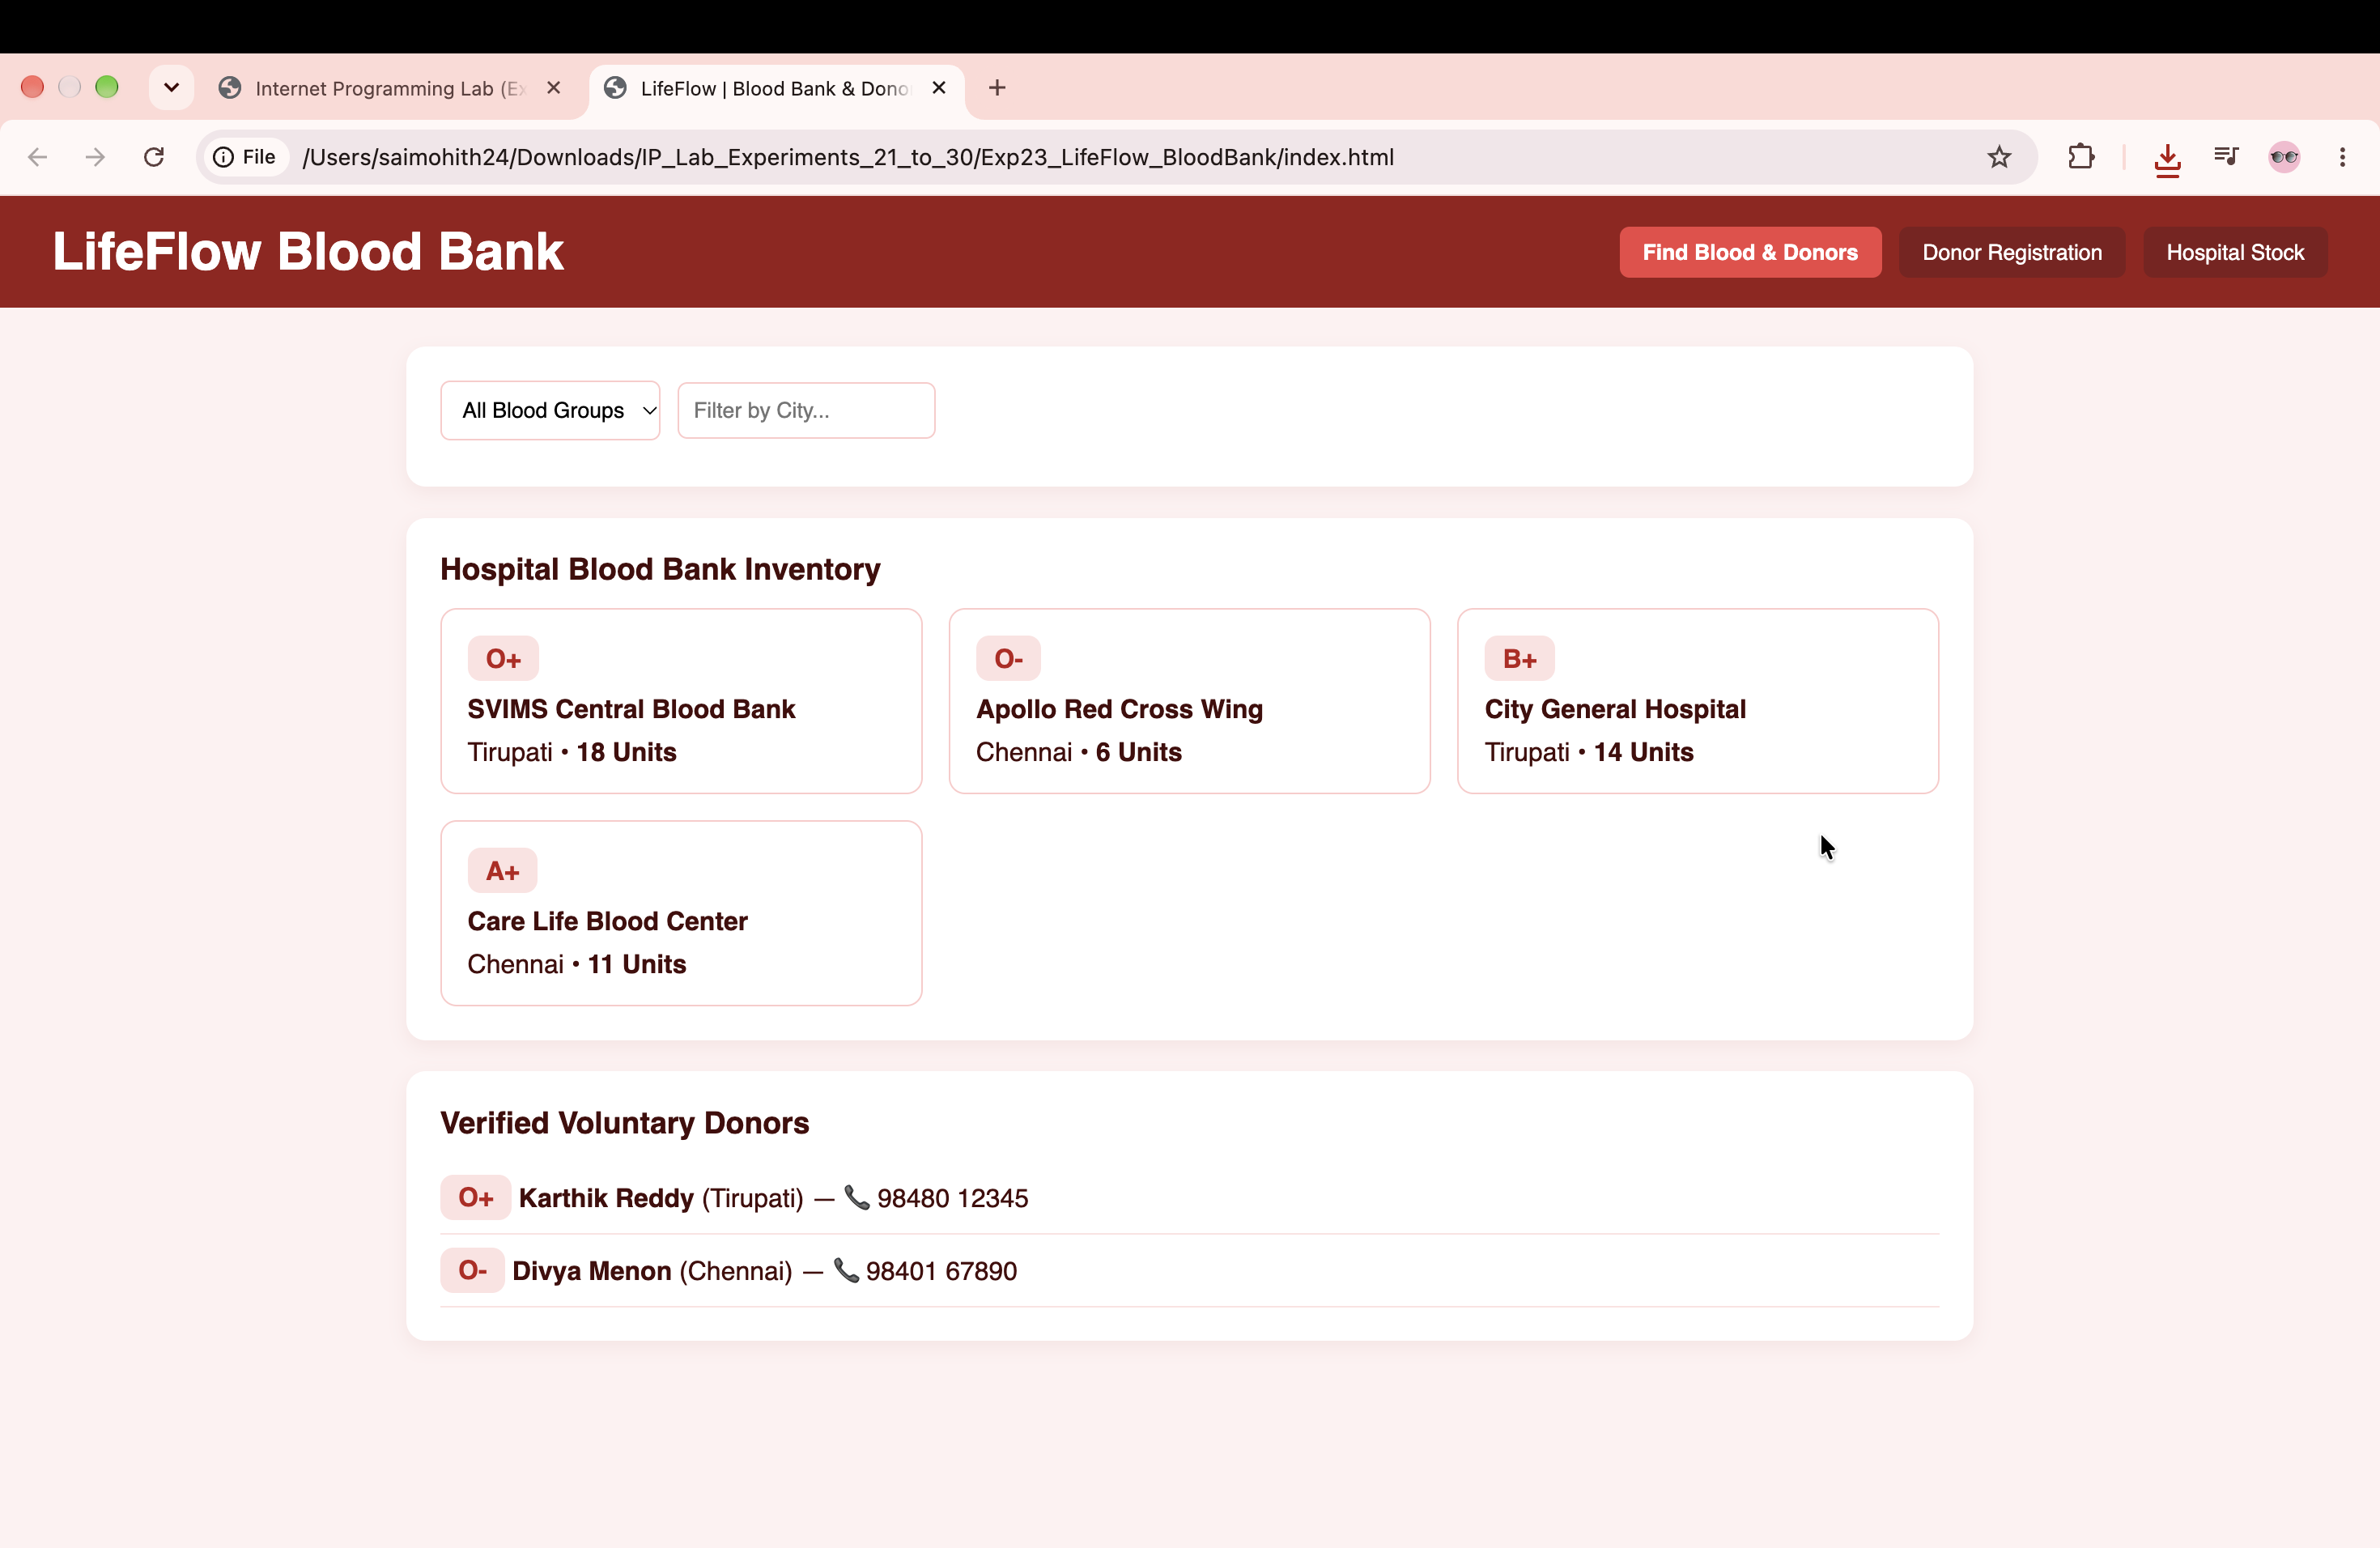 Internet Programming Lab (Ex
LifeFlow | Blood Bank & Dono
File /Users/saimohith24/Downloads/IP_Lab_Experiments_21_to_30/Exp23_LifeFlow_BloodBank/index.html
LifeFlow Blood Bank
Find Blood & Donors
Donor Registration
Hospital Stock
All Blood Groups
Filter by City...
Hospital Blood Bank Inventory
O+
SVIMS Central Blood Bank
Tirupati • 18 Units
O-
Apollo Red Cross Wing
Chennai • 6 Units
B+
City General Hospital
Tirupati • 14 Units
A+
Care Life Blood Center
Chennai • 11 Units
Verified Voluntary Donors
O+ Karthik Reddy (Tirupati) — 📞 98480 12345
O- Divya Menon (Chennai) — 📞 98401 67890